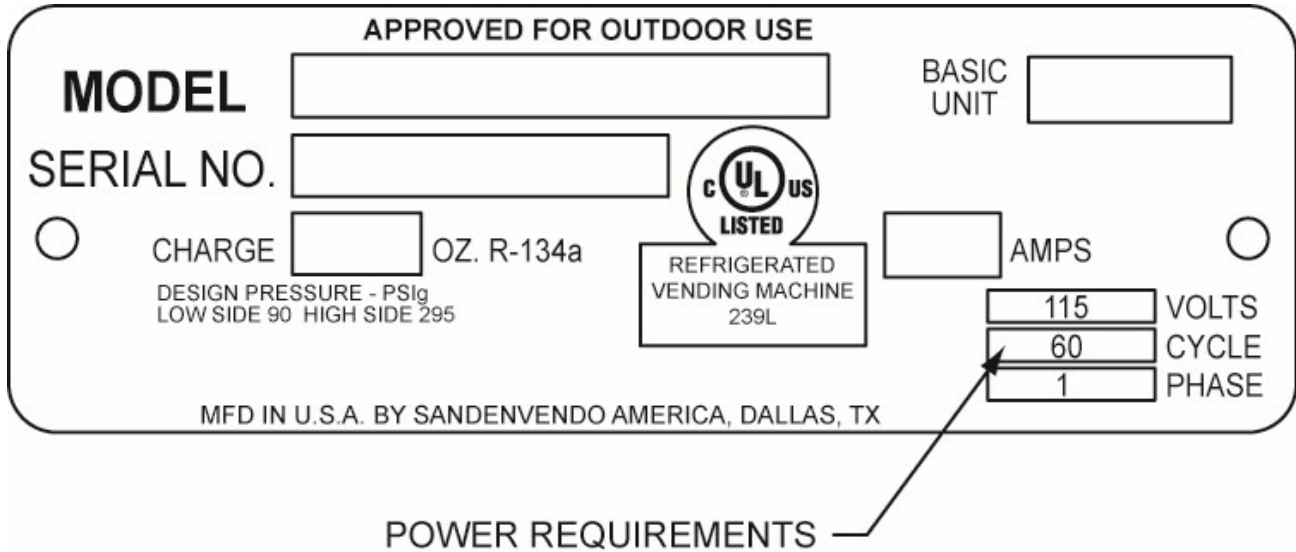 APPROVED FOR OUTDOOR USE
MODEL
BASIC
UNIT
SERIAL NO.
C UL ® US
LISTED
CHARGE
OZ. R-134a
AMPS
REFRIGERATED
VENDING MACHINE
239L
DESIGN PRESSURE - PSIg
LOW SIDE 90 HIGH SIDE 295
115 VOLTS
60 CYCLE
1 PHASE
MFD IN U.S.A. BY SANDENVENDO AMERICA, DALLAS, TX
POWER REQUIREMENTS